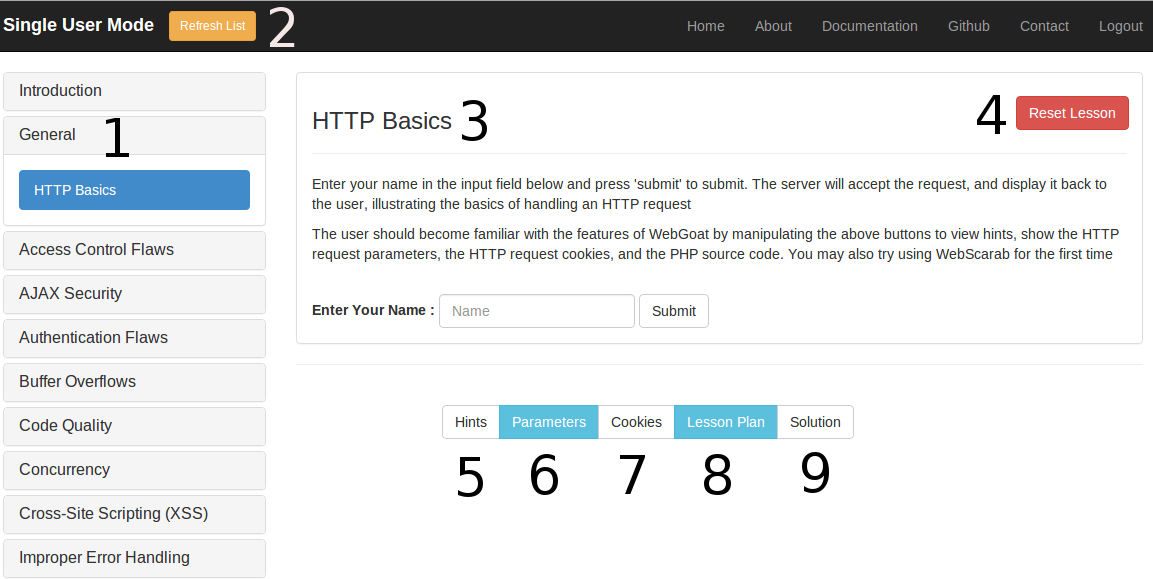 Single User Mode Refresh List 2 Home About Documentation Github Contact Logout
Introduction
General 1
HTTP Basics
Access Control Flaws
AJAX Security
Authentication Flaws
Buffer Overflows
Code Quality
Concurrency
Cross-Site Scripting (XSS)
Improper Error Handling
HTTP Basics 3 4 Reset Lesson
Enter your name in the input field below and press 'submit' to submit. The server will accept the request, and display it back to
the user, illustrating the basics of handling an HTTP request
The user should become familiar with the features of WebGoat by manipulating the above buttons to view hints, show the HTTP
request parameters, the HTTP request cookies, and the PHP source code. You may also try using WebScarab for the first time
Enter Your Name : Name Submit
Hints Parameters Cookies Lesson Plan Solution
5 6 7 8 9